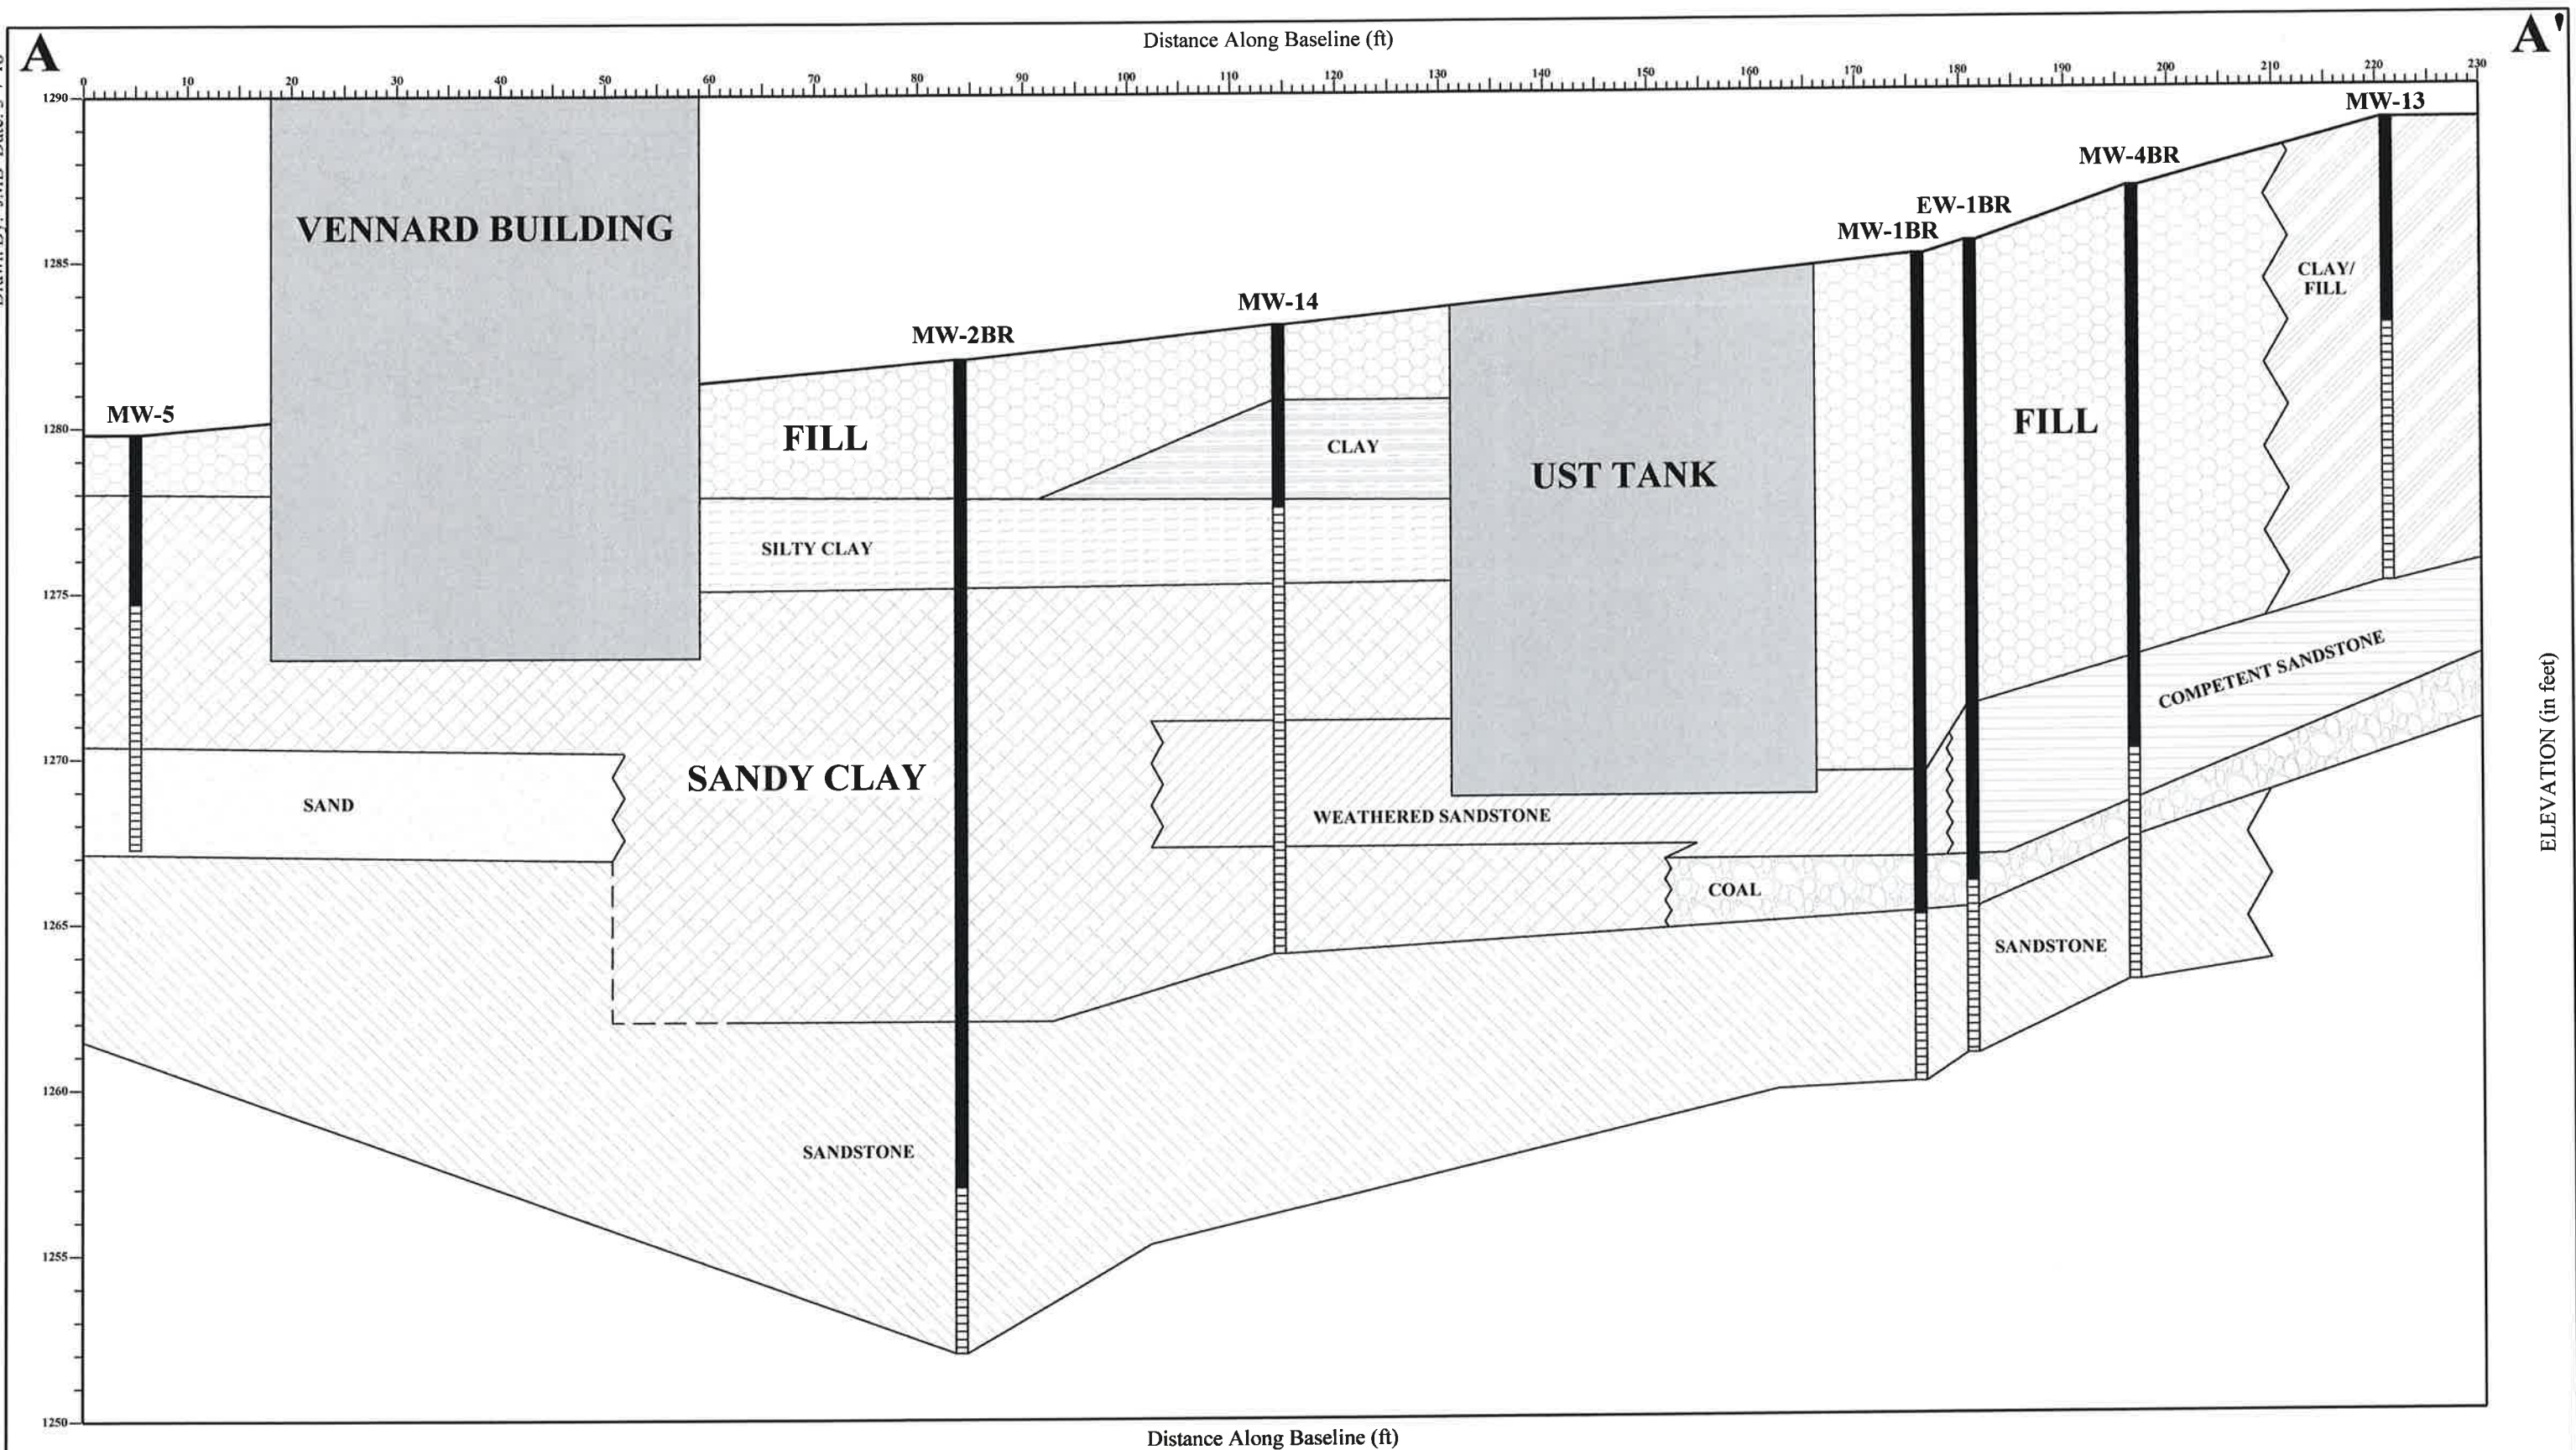 Distance Along Baseline (ft)
A
A'
0 10 20 30 40 50 60 70 80 90 100 110 120 130 140 150 160 170 180 190 200 210 220 230
1290
MW-13
MW-4BR
EW-1BR
MW-1BR
VENNARD BUILDING
1285
CLAY/
FILL
MW-14
MW-2BR
MW-5
1280
FILL
CLAY
FILL
UST TANK
SILTY CLAY
1275
COMPETENT SANDSTONE
ELEVATION (in feet)
1270
SANDY CLAY
SAND
WEATHERED SANDSTONE
COAL
1265
SANDSTONE
1260
SANDSTONE
1255
1250
Distance Along Baseline (ft)